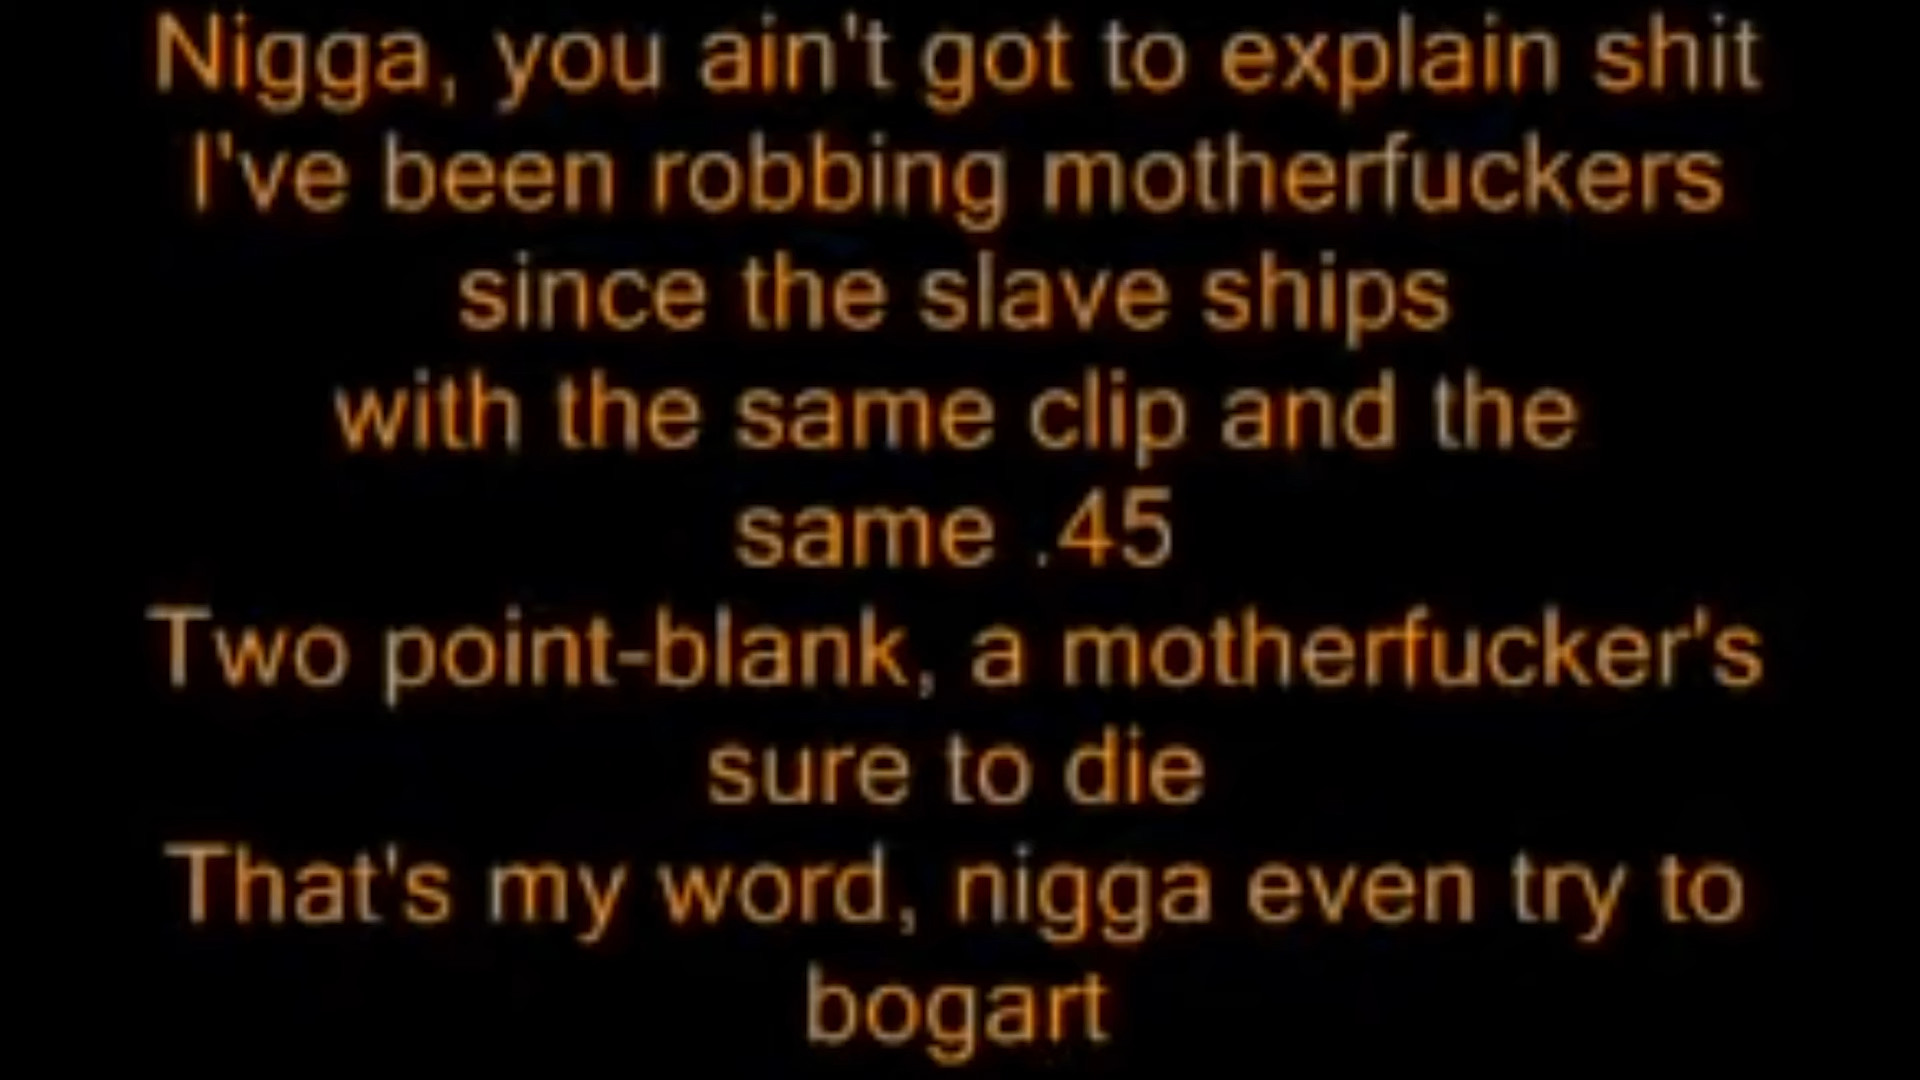 Nigga, you ain't got to explain shit
I've been robbing motherfuckers
since the slave ships
with the same clip and the
same .45
Two point-blank, a motherfucker's
sure to die
That's my word, nigga even try to
bogart